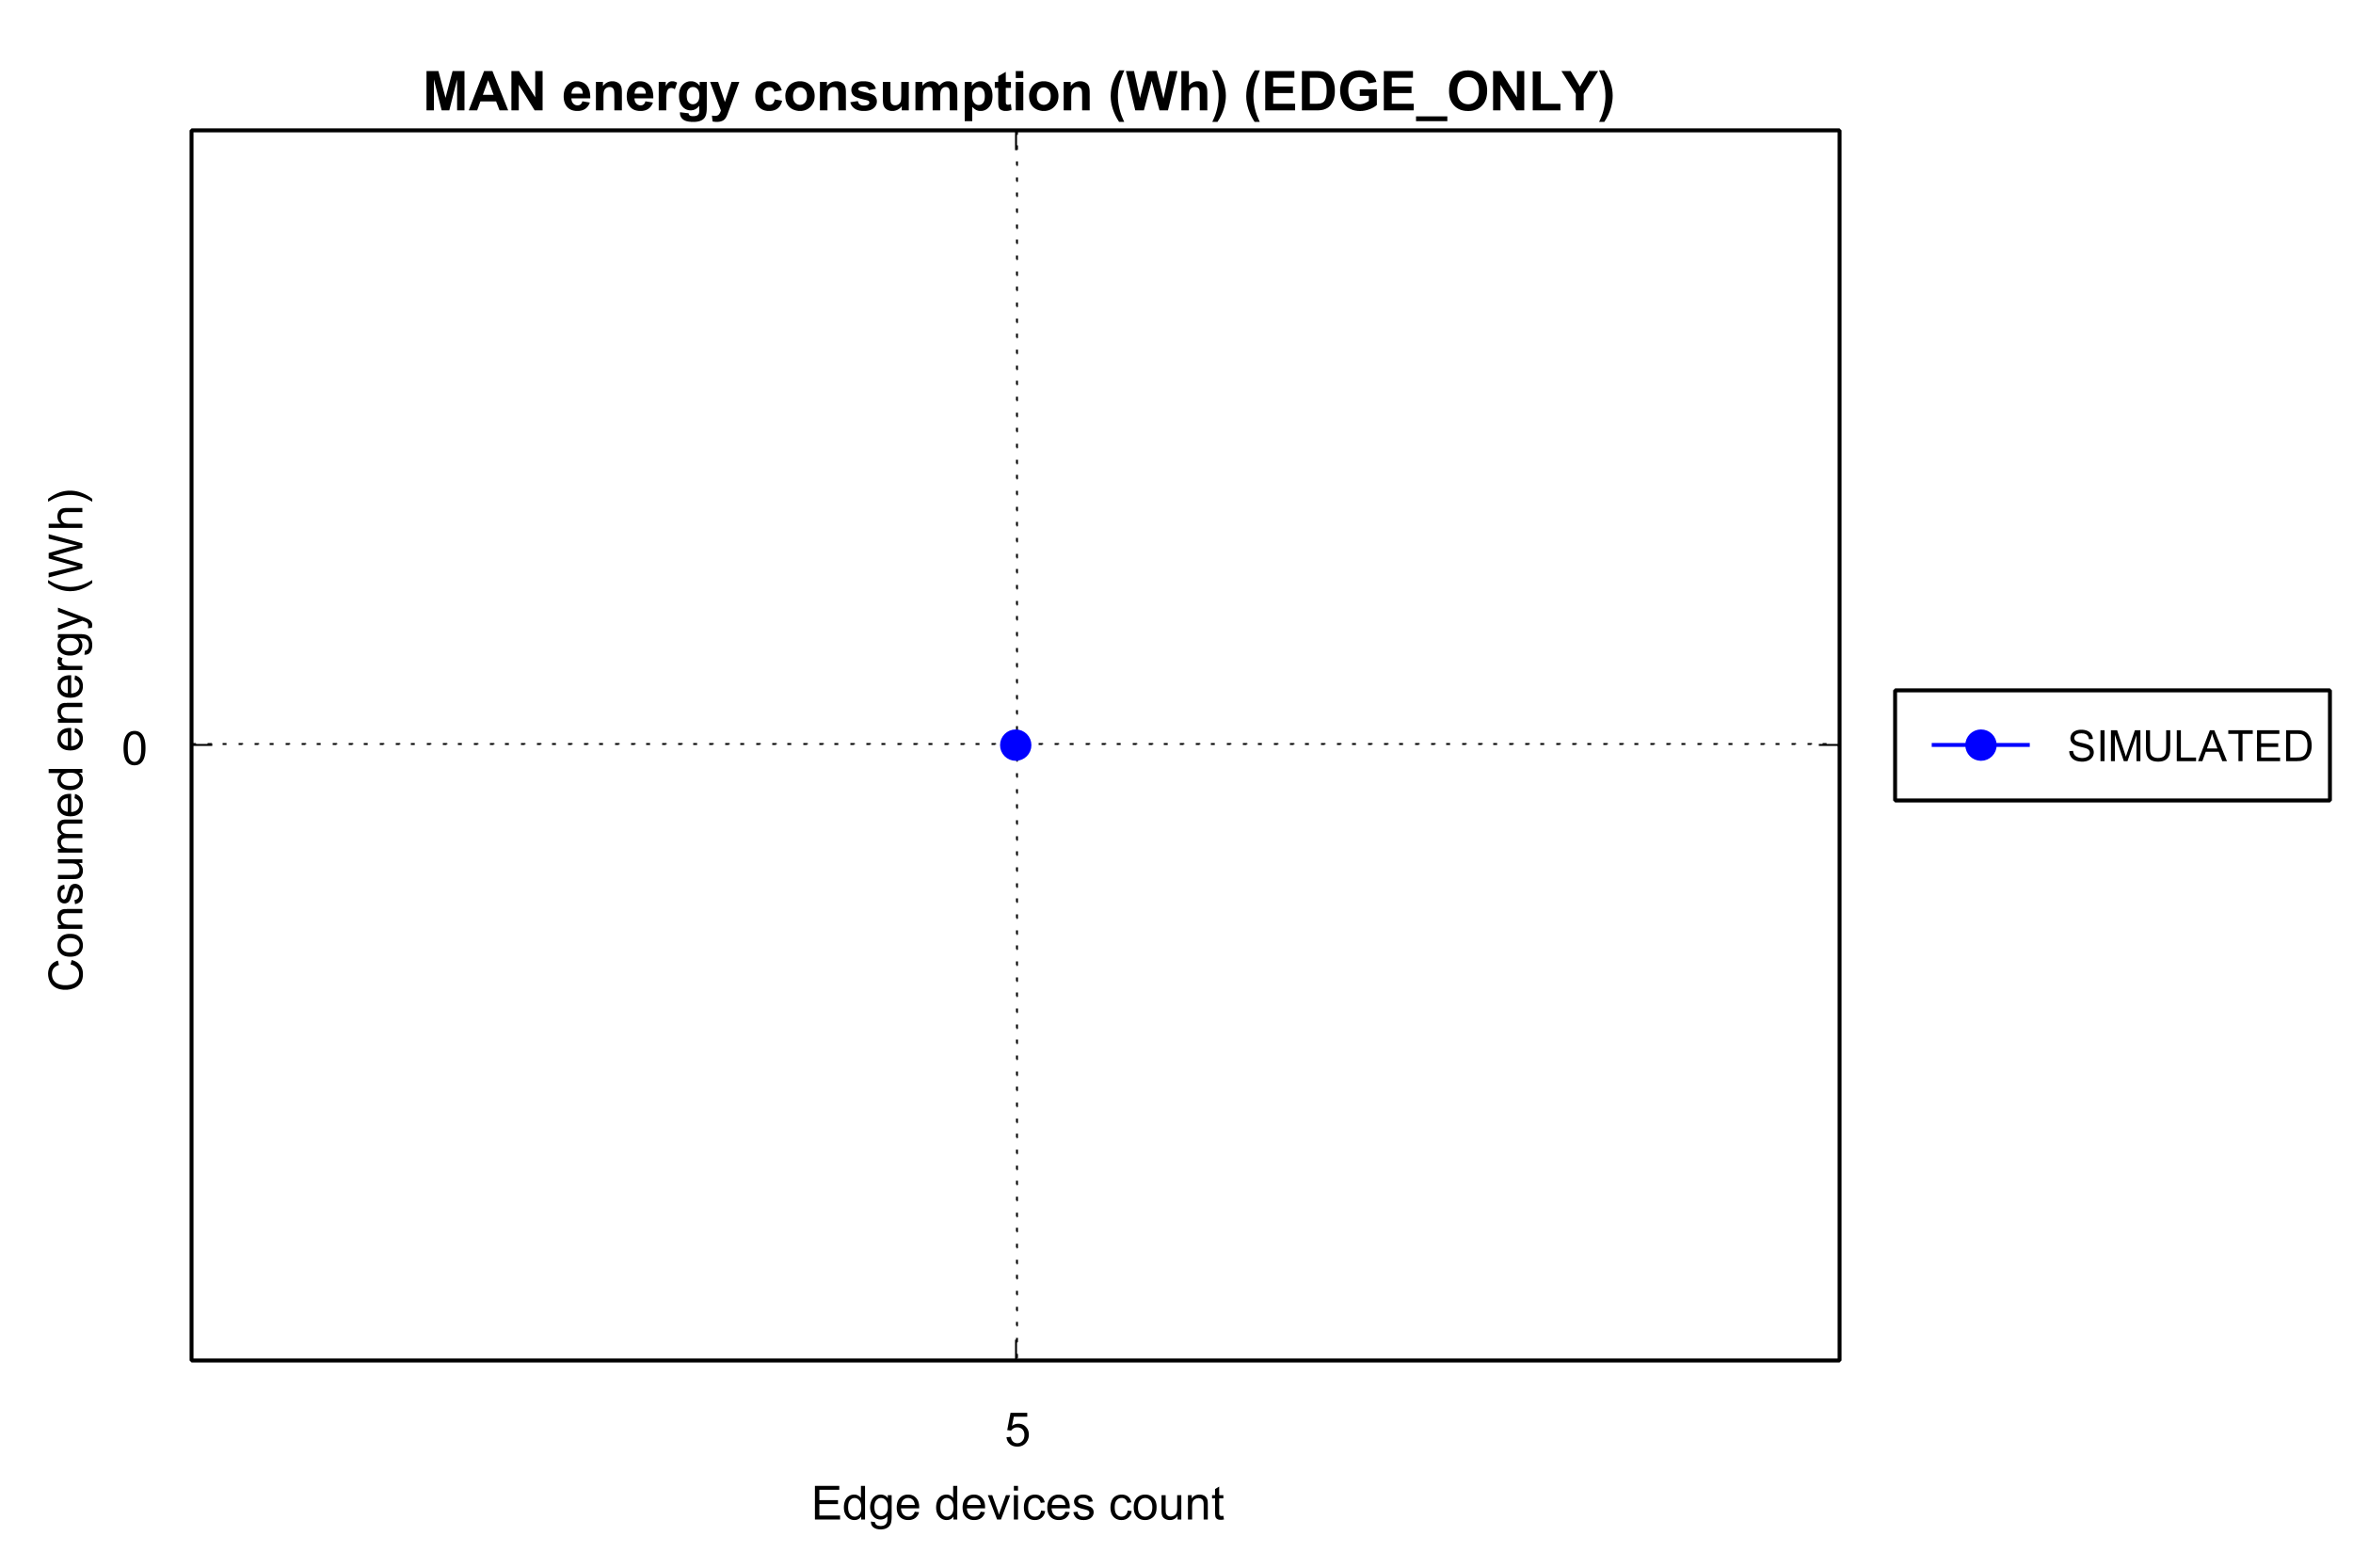 MAN energy consumption (Wh) (EDGE_ONLY)
Consumed energy (Wh)
0
SIMULATED
5
Edge devices count